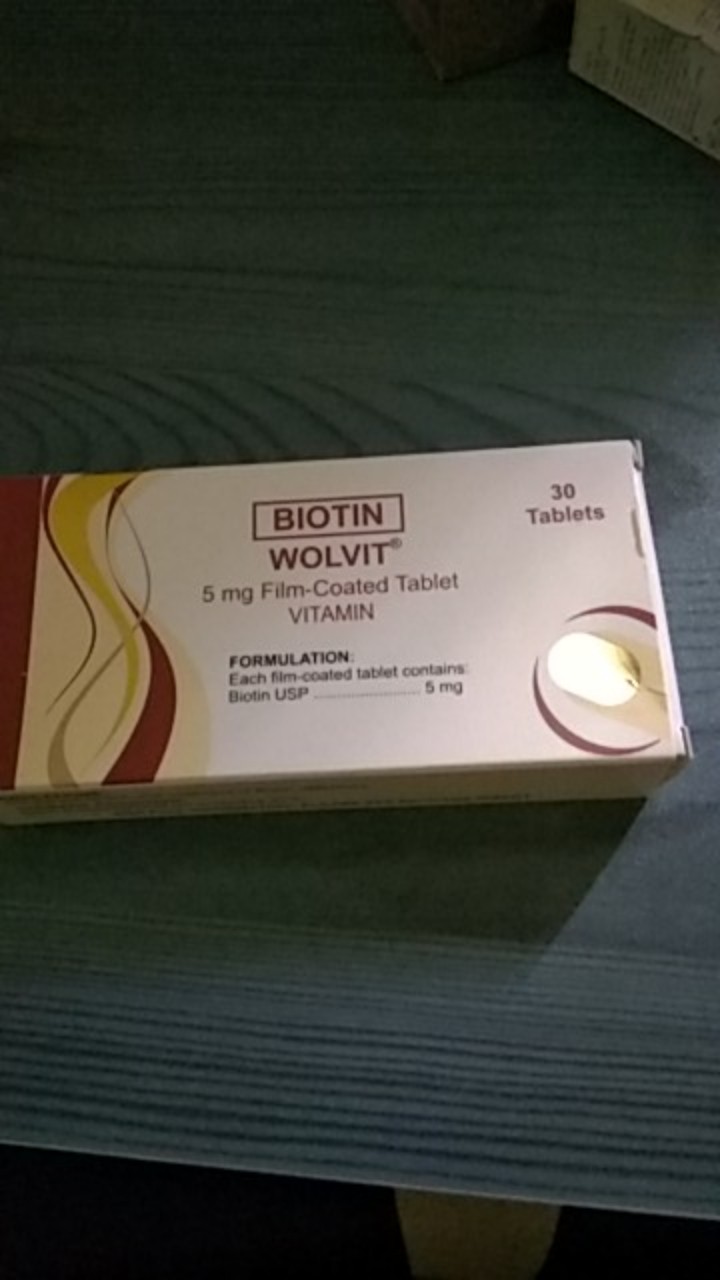 BIOTIN
WOLVIT®
5 mg Film-Coated Tablet
VITAMIN
30
Tablets
FORMULATION:
Each film-coated tablet contains:
Biotin USP ........................ 5 mg